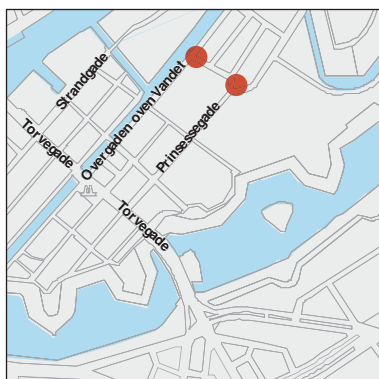 Strandgade
Torvegade
Overgaden oven Vandet
Prinsessegade
Torvegade